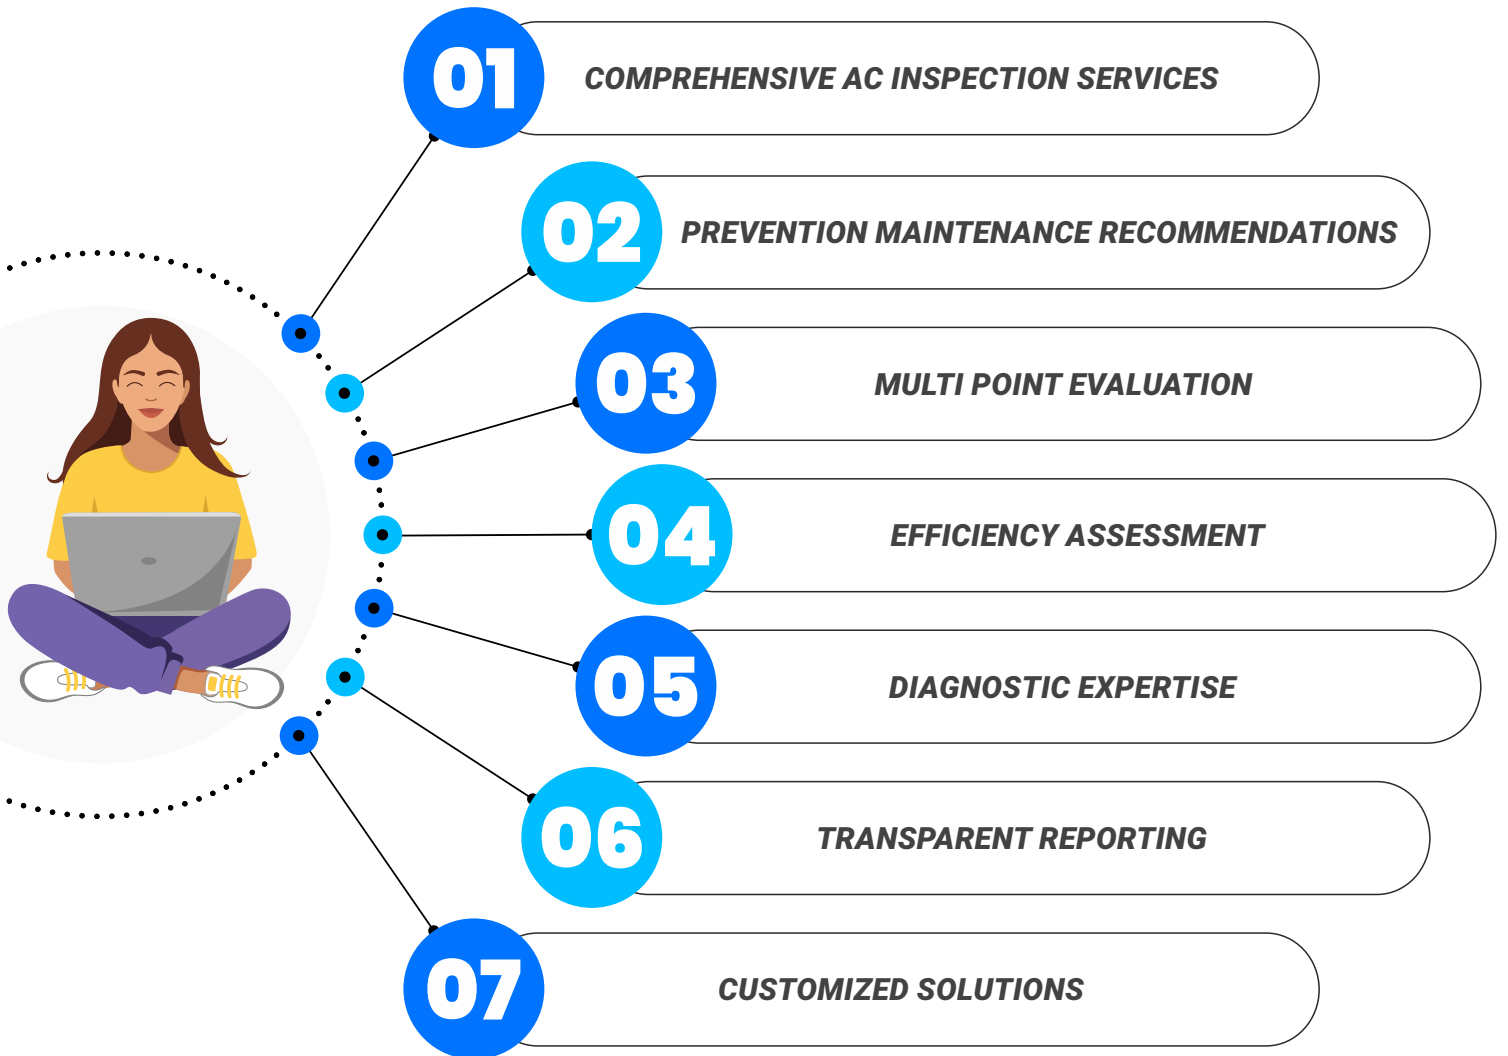 01
COMPREHENSIVE AC INSPECTION SERVICES
02
PREVENTION MAINTENANCE RECOMMENDATIONS
03
MULTI POINT EVALUATION
04
EFFICIENCY ASSESSMENT
05
DIAGNOSTIC EXPERTISE
06
TRANSPARENT REPORTING
07
CUSTOMIZED SOLUTIONS